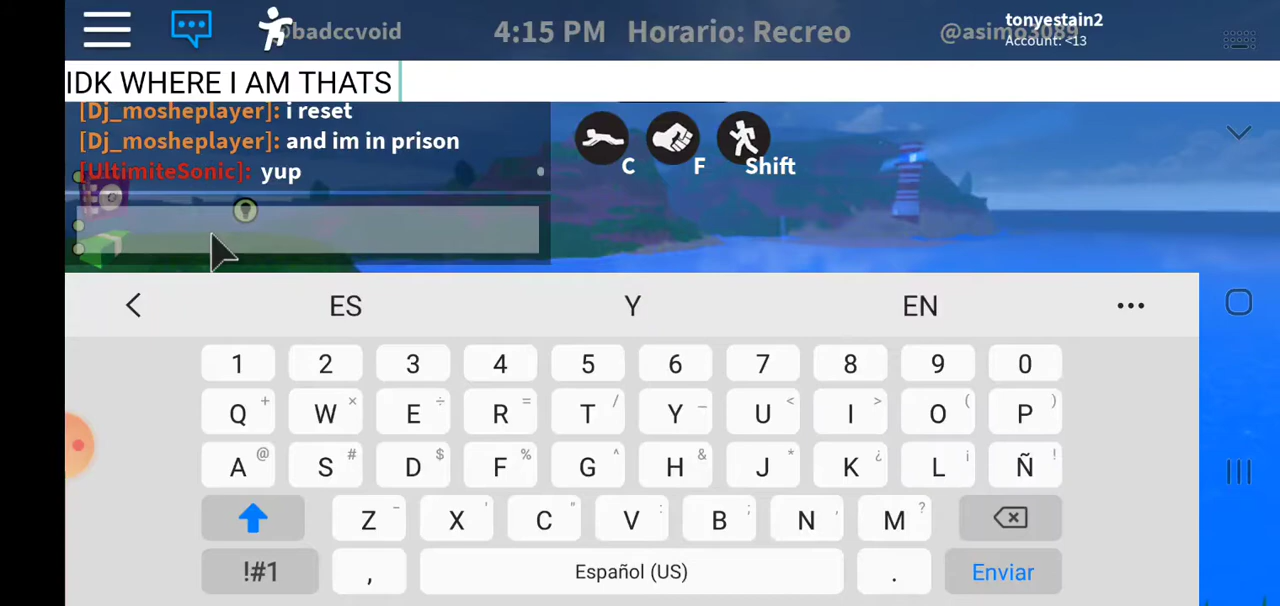 @badccvoid
4:15 PM Horario: Recreo
@asimo3089
tonyestain2
Account: <13
IDK WHERE I AM THATS
[Dj_mosheplayer]: i reset
[Dj_mosheplayer]: and im in prison
[UltimiteSonic]: yup
C F Shift
ES Y EN
1 2 3 4 5 6 7 8 9 0
Q + W × E ÷ R = T / Y _ U < I > O ( P )
A @ S # D $ F % G ^ H & J * K ¿ L ¡ Ñ !
Z - X ' C " V : B ; N , M ?
!#1 , Español (US) . Enviar